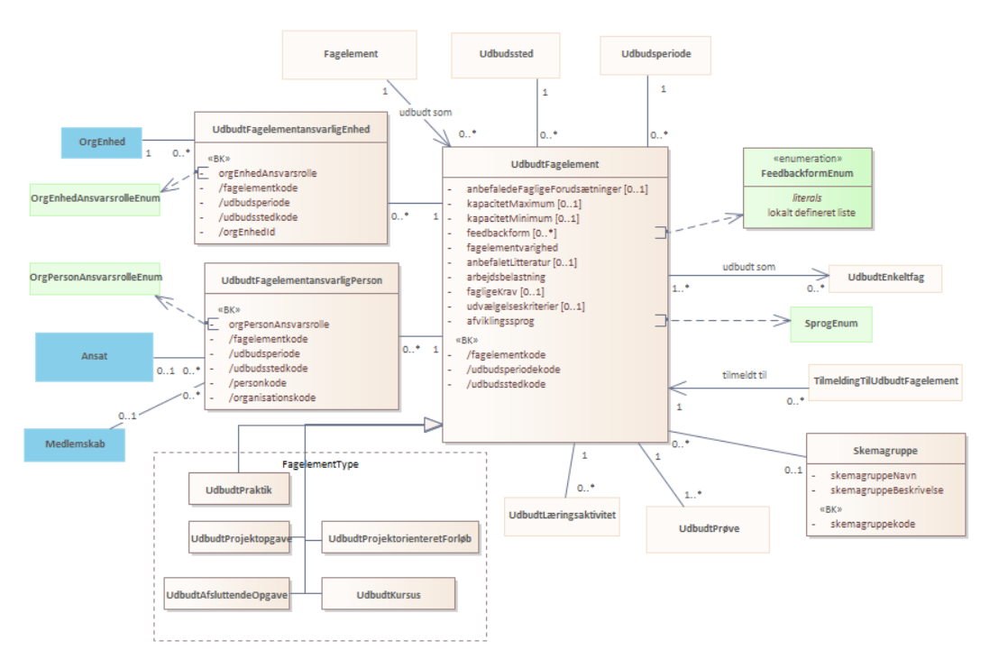 Fagelement
Udbudssted
Udbudsperiode
1
udbudt som
0..*
1
0..*
1
0..*
OrgEnhed
1
0..*
UdbudtFagelementansvarligEnhed
«BK»
- orgEnhedAnsvarsrolle
- /fagelementkode
- /udbudsperiode
- /udbudsstedkode
- /orgEnhedId
OrgEnhedAnsvarsrolleEnum
0..*
1
UdbudtFagelement
- anbefaledeFagligeForudsætninger [0..1]
- kapacitetMaximum [0..1]
- kapacitetMinimum [0..1]
- feedbackform [0..*]
- fagelementvarighed
- anbefaletLitteratur [0..1]
- arbejdsbelastning
- fagligeKrav [0..1]
- udvælgelseskriterier [0..1]
- afviklingssprog
«BK»
- /fagelementkode
- /udbudsperiodekode
- /udbudsstedkode
«enumeration»
FeedbackformEnum
literals
lokalt defineret liste
udbudt som
1..*
0..*
UdbudtEnkeltfag
SprogEnum
tilmeldt til
1
0..*
TilmeldingTilUdbudtFagelement
OrgPersonAnsvarsrolleEnum
UdbudtFagelementansvarligPerson
«BK»
- orgPersonAnsvarsrolle
- /fagelementkode
- /udbudsperiode
- /udbudsstedkode
- /personkode
- /organisationskode
0..*
1
Ansat
0..1
0..*
0..*
0..1
Medlemskab
0..*
0..1
Skemagruppe
- skemagruppeNavn
- skemagruppeBeskrivelse
«BK»
- skemagruppekode
1
0..*
UdbudtLæringsaktivitet
1
1..*
UdbudtPrøve
FagelementType
UdbudtPraktik
UdbudtProjektopgave
UdbudtProjektorienteretForløb
UdbudtAfsluttendeOpgave
UdbudtKursus